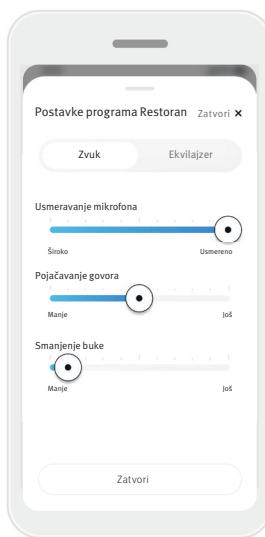 Postavke programa Restoran Zatvori ×
Zvuk Ekvilajzer
Usmeravanje mikrofona
Široko Usmereno
Pojačavanje govora
Manje Još
Smanjenje buke
Manje Još
Zatvori